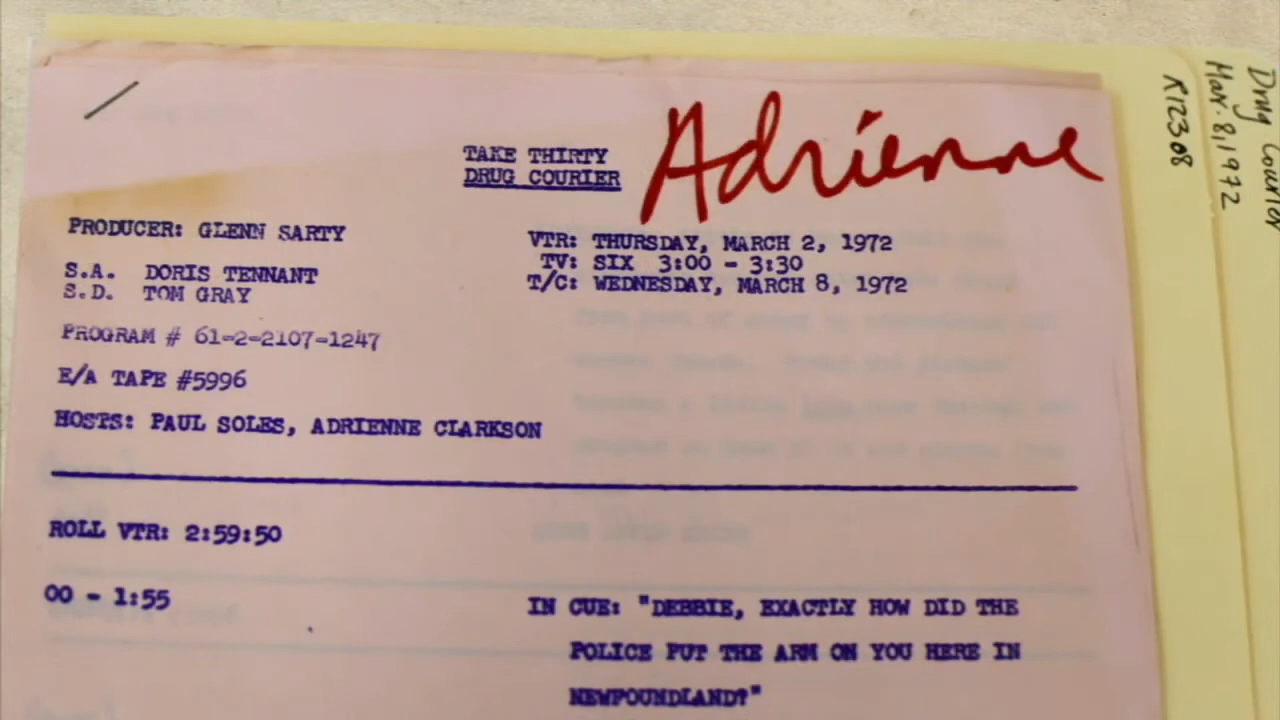 Adrienne
TAKE THIRTY
DRUG COURIER
PRODUCER: GLENN SARTY
S.A. DORIS TENNANT
S.D. TOM GRAY
PROGRAM # 61-2-2107-1247
E/A TAPE #5996
HOSTS: PAUL SOLES, ADRIENNE CLARKSON
VTR: THURSDAY, MARCH 2, 1972
TV: SIX 3:00 - 3:30
T/C: WEDNESDAY, MARCH 8, 1972
ROLL VTR: 2:59:50
00 - 1:55
IN CUE: "DEBBIE, EXACTLY HOW DID THE
POLICE PUT THE ARM ON YOU HERE IN
NEWFOUNDLAND?"
Drug Courier
Mar. 8/1972
R12308